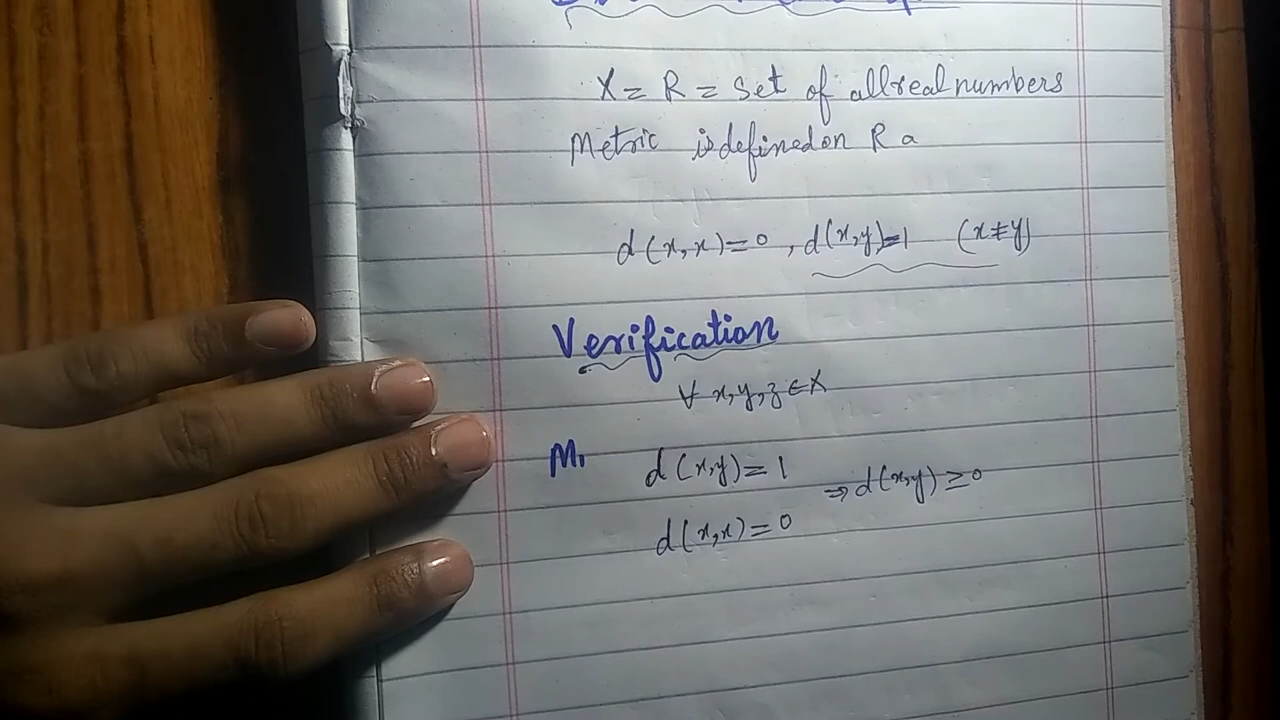 X = R = set of all real numbers
Metric is defined on R a
d(x,x)=0, d(x,y)=1 (x≠y)
Verification
∀ x,y,z ∈ X
M₁ d(x,y)=1 ⇒ d(x,y) ≥ 0
d(x,x)=0